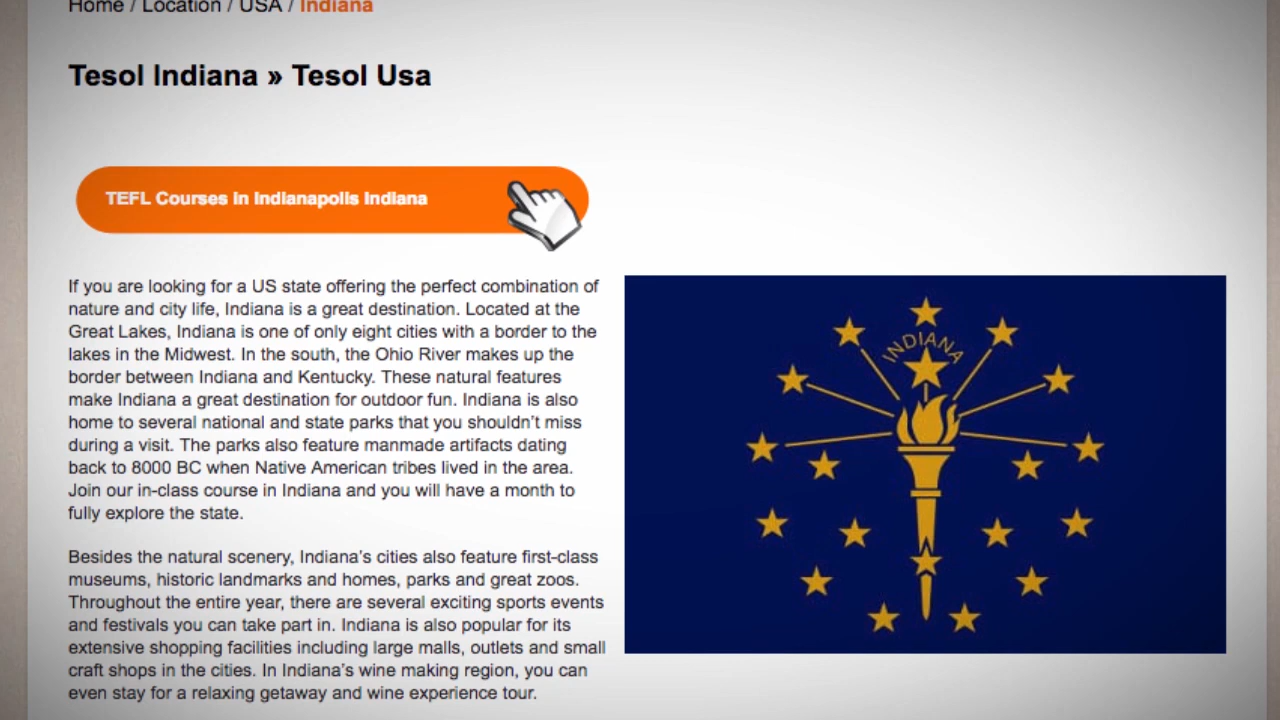 Home / Location / USA / Indiana
Tesol Indiana » Tesol Usa
TEFL Courses in Indianapolis Indiana
If you are looking for a US state offering the perfect combination of
nature and city life, Indiana is a great destination. Located at the
Great Lakes, Indiana is one of only eight cities with a border to the
lakes in the Midwest. In the south, the Ohio River makes up the
border between Indiana and Kentucky. These natural features
make Indiana a great destination for outdoor fun. Indiana is also
home to several national and state parks that you shouldn't miss
during a visit. The parks also feature manmade artifacts dating
back to 8000 BC when Native American tribes lived in the area.
Join our in-class course in Indiana and you will have a month to
fully explore the state.
INDIANA
Besides the natural scenery, Indiana's cities also feature first-class
museums, historic landmarks and homes, parks and great zoos.
Throughout the entire year, there are several exciting sports events
and festivals you can take part in. Indiana is also popular for its
extensive shopping facilities including large malls, outlets and small
craft shops in the cities. In Indiana's wine making region, you can
even stay for a relaxing getaway and wine experience tour.